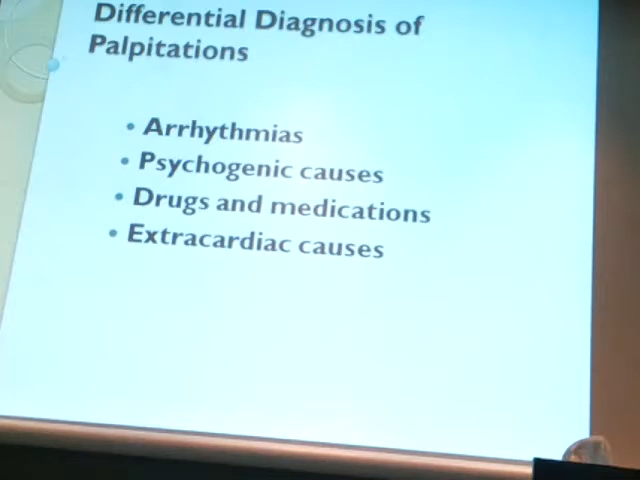 Differential Diagnosis of
Palpitations
• Arrhythmias
• Psychogenic causes
• Drugs and medications
• Extracardiac causes